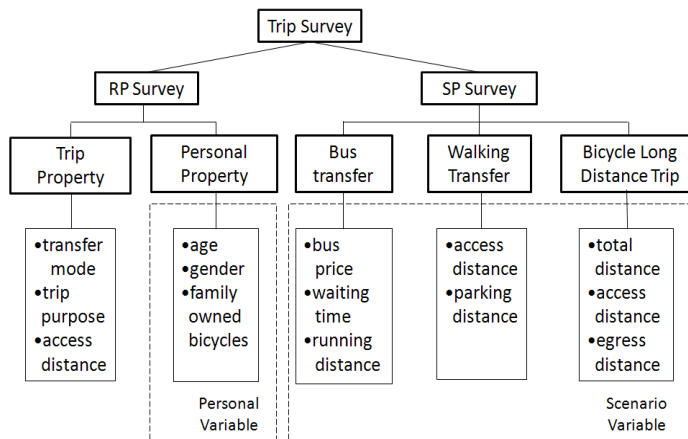 Trip Survey
RP Survey
SP Survey
Trip
Property
Personal
Property
Bus
transfer
Walking
Transfer
Bicycle Long
Distance Trip
•transfer
mode
•trip
purpose
•access
distance
•age
•gender
•family
owned
bicycles
•bus
price
•waiting
time
•running
distance
•access
distance
•parking
distance
•total
distance
•access
distance
•egress
distance
Personal
Variable
Scenario
Variable